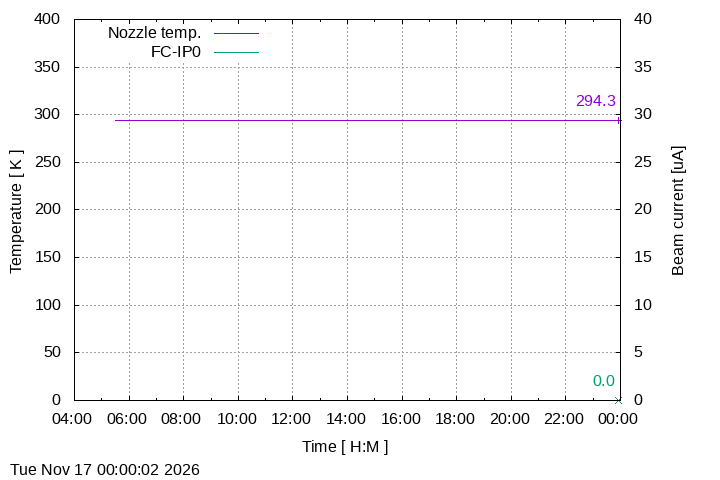 400
350
300
250
200
150
100
50
0
Temperature [ K ]
Nozzle temp.
FC-IP0
294.3
0.0
40
35
30
25
20
15
10
5
0
Beam current [uA]
04:00 06:00 08:00 10:00 12:00 14:00 16:00 18:00 20:00 22:00 00:00
Time [ H:M ]
Tue Nov 17 00:00:02 2026